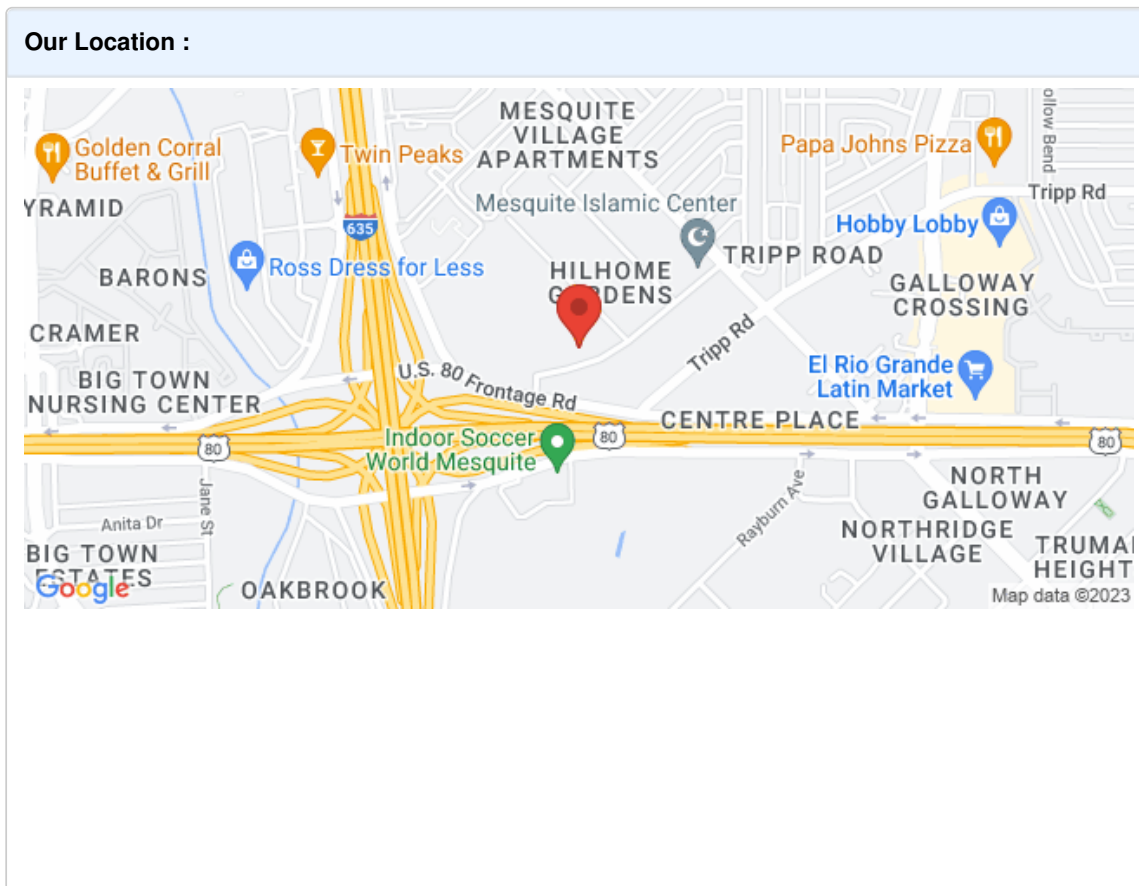 Our Location :
MESQUITE
VILLAGE
APARTMENTS
Golden Corral
Buffet & Grill
Twin Peaks
Papa Johns Pizza
ollow Bend
Tripp Rd
YRAMID
Mesquite Islamic Center
Hobby Lobby
635
BARONS
Ross Dress for Less
HILHOME
TRIPP ROAD
GALLOWAY
CROSSING
CRAMER
Tripp Rd
BIG TOWN
NURSING CENTER
U.S. 80 Frontage Rd
El Rio Grande
Latin Market
CENTRE PLACE
80
Indoor Soccer
World Mesquite
80
80
Jane St
Anita Dr
Rayburn Ave
NORTH
GALLOWAY
NORTHRIDGE
VILLAGE
BIG TOWN
ESTATES
OAKBROOK
TRUMA
HEIGHT
Google
Map data ©2023